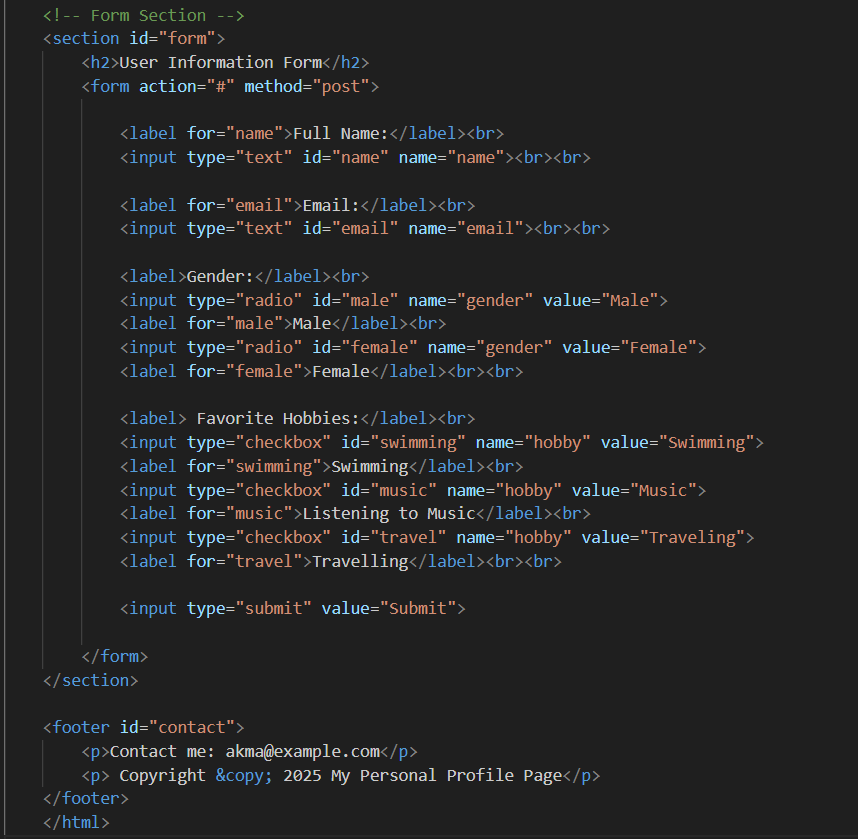 <!-- Form Section -->
<section id="form">
<h2>User Information Form</h2>
<form action="#" method="post">
<label for="name">Full Name:</label><br>
<input type="text" id="name" name="name"><br><br>
<label for="email">Email:</label><br>
<input type="text" id="email" name="email"><br><br>
<label>Gender:</label><br>
<input type="radio" id="male" name="gender" value="Male">
<label for="male">Male</label><br>
<input type="radio" id="female" name="gender" value="Female">
<label for="female">Female</label><br><br>
<label> Favorite Hobbies:</label><br>
<input type="checkbox" id="swimming" name="hobby" value="Swimming">
<label for="swimming">Swimming</label><br>
<input type="checkbox" id="music" name="hobby" value="Music">
<label for="music">Listening to Music</label><br>
<input type="checkbox" id="travel" name="hobby" value="Traveling">
<label for="travel">Travelling</label><br><br>
<input type="submit" value="Submit">
</form>
</section>
<footer id="contact">
<p>Contact me: akma@example.com</p>
<p> Copyright &copy; 2025 My Personal Profile Page</p>
</footer>
</html>